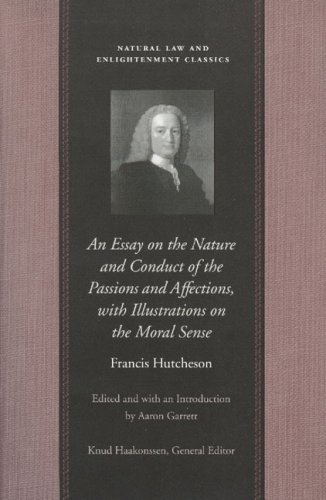 NATURAL LAW AND
ENLIGHTENMENT CLASSICS
An Essay on the Nature
and Conduct of the
Passions and Affections,
with Illustrations on
the Moral Sense
Francis Hutcheson
Edited and with an Introduction
by Aaron Garrett
Knud Haakonssen, General Editor